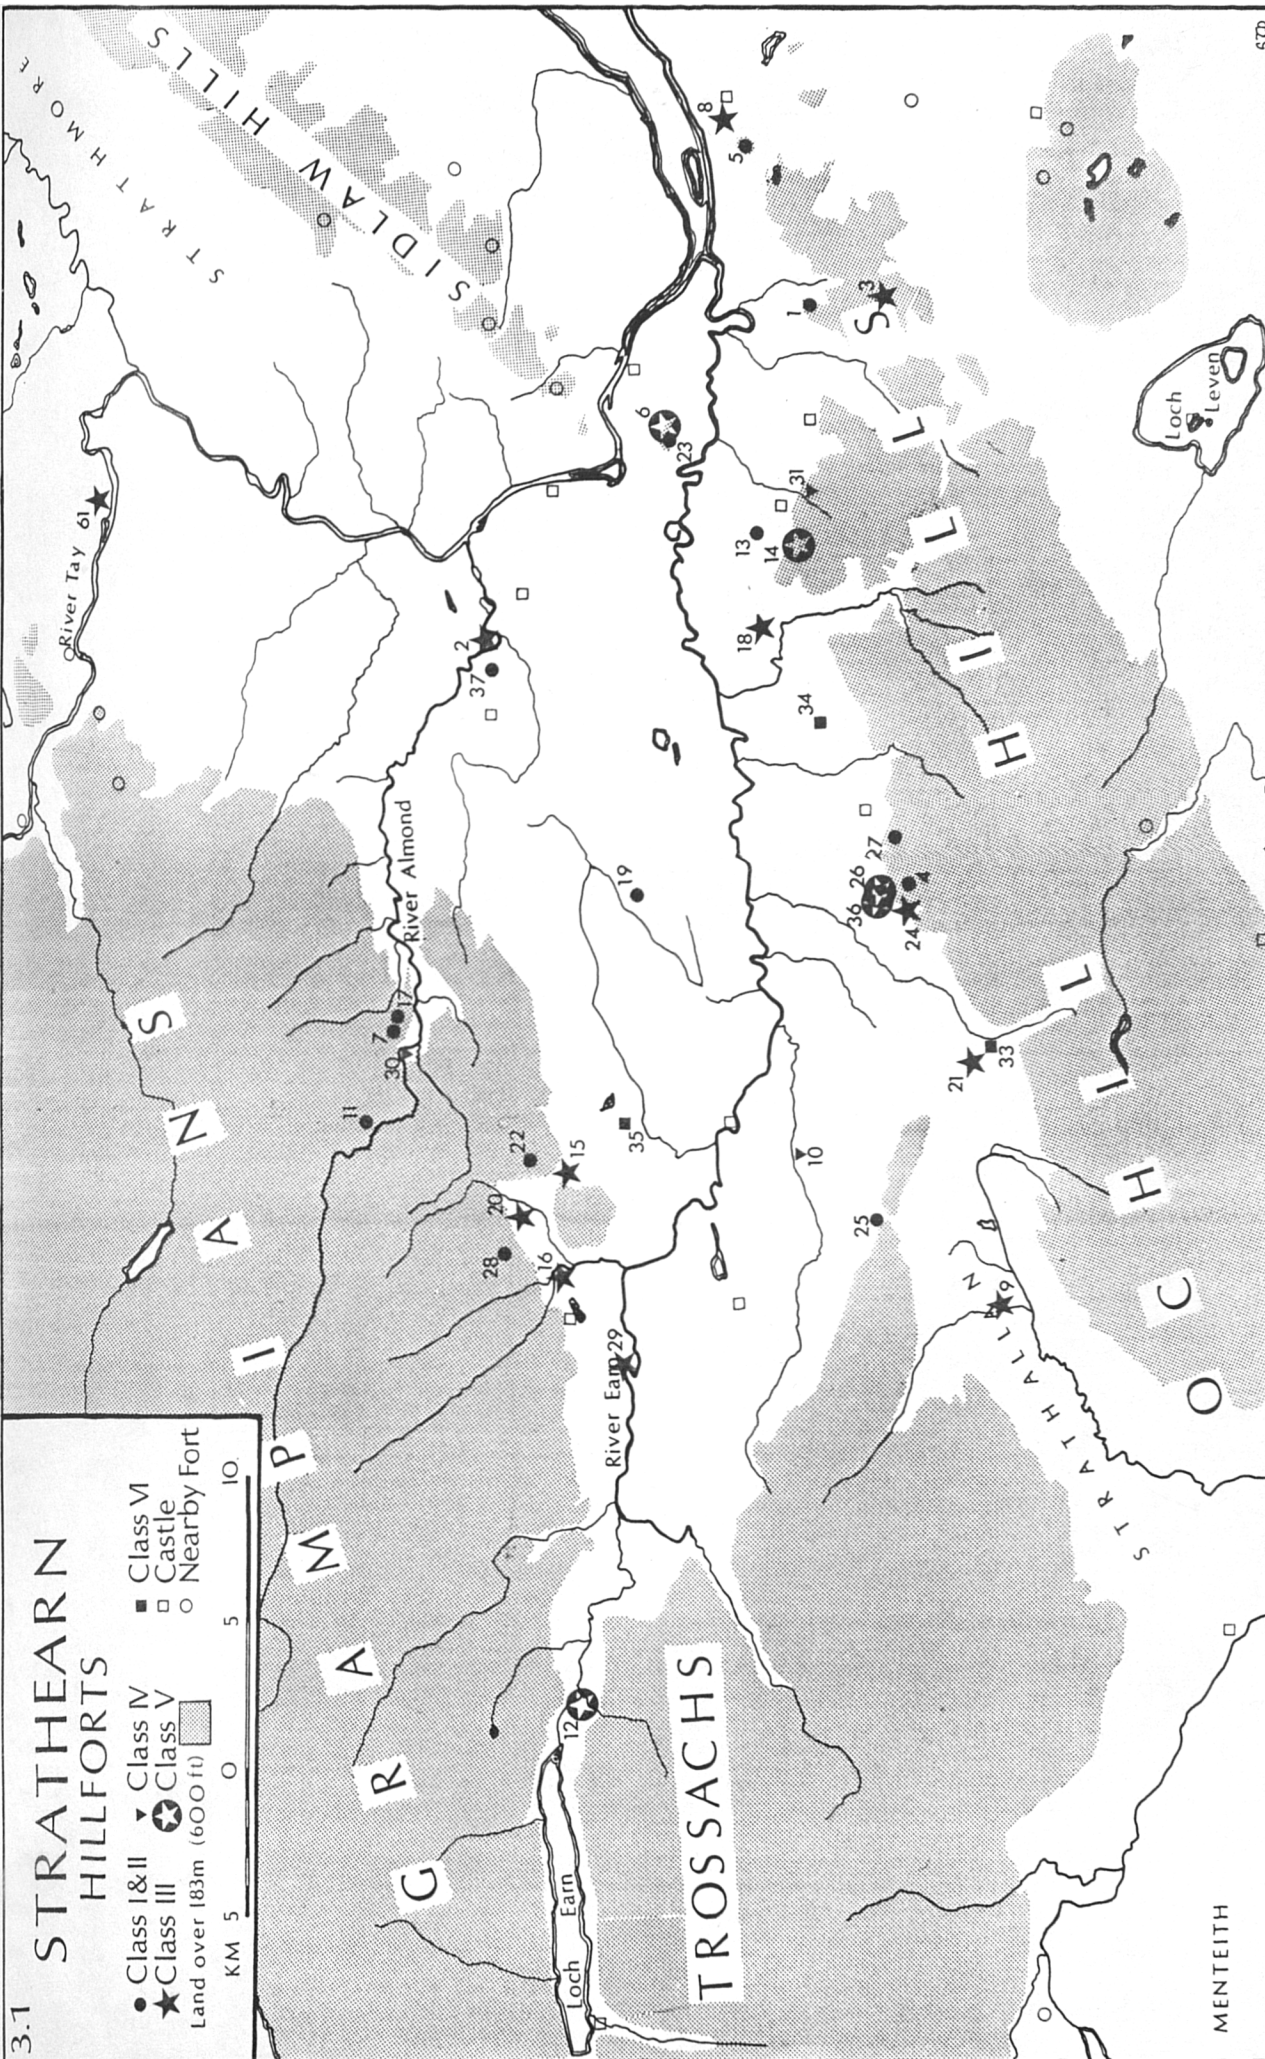 3.1
STRATHEARN
HILLFORTS
● Class I&II ▼ Class IV ■ Class VI
★ Class III ✪ Class V □ Castle
Land over 183m (600 ft) ○ Nearby Fort
KM 5 0 5 10
GRAMPIANS
STRATHMORE
SIDLAW HILLS
River Tay
61
River Almond
2
37
7
17
30
11
22
15
20
28
16
35
19
River Earn
29
12
Loch Earn
TROSSACHS
6
23
8
5
1
3
31
13
14
18
34
27
26
36
4
24
21
33
10
25
9
STRATHALLAN
OCHIL HILLS
Loch
Leven
MENTEITH